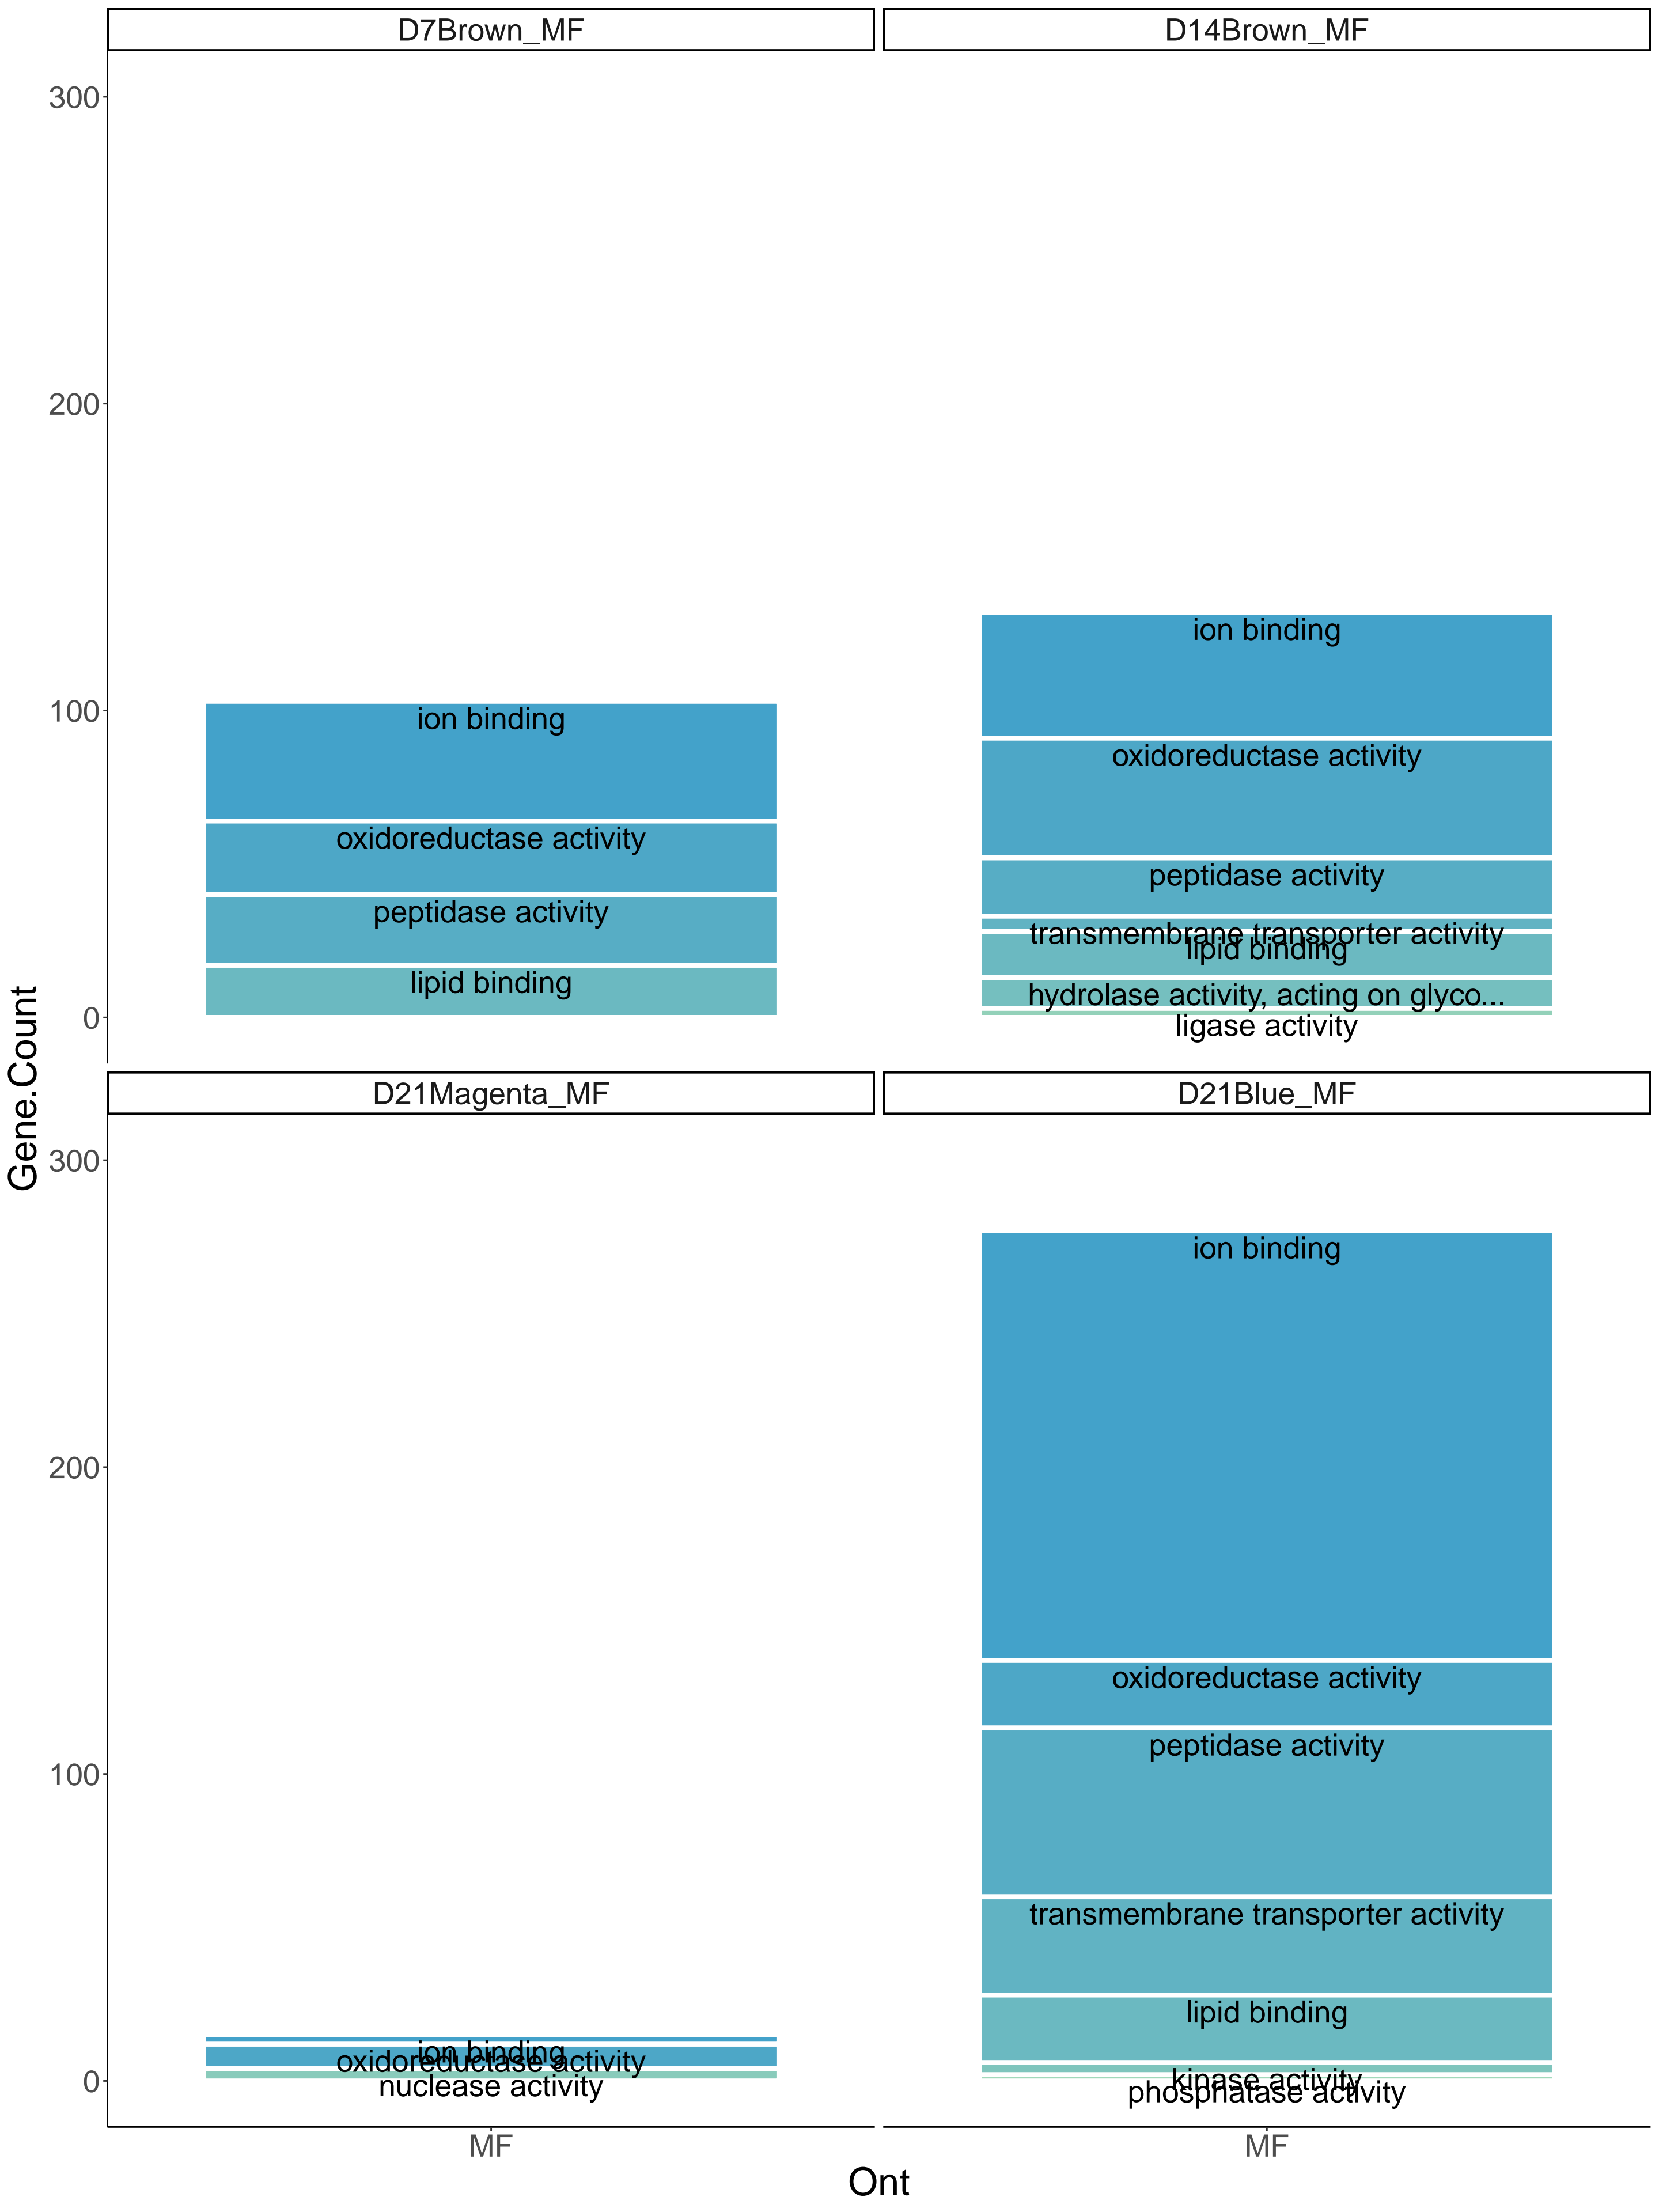 D7Brown_MF
D14Brown_MF
300
200
100
0
ion binding
oxidoreductase activity
peptidase activity
lipid binding
ion binding
oxidoreductase activity
peptidase activity
transmembrane transporter activity
lipid binding
hydrolase activity, acting on glyco...
ligase activity
Gene.Count
D21Magenta_MF
D21Blue_MF
300
200
100
0
ion binding
oxidoreductase activity
nuclease activity
ion binding
oxidoreductase activity
peptidase activity
transmembrane transporter activity
lipid binding
kinase activity
phosphatase activity
MF
MF
Ont